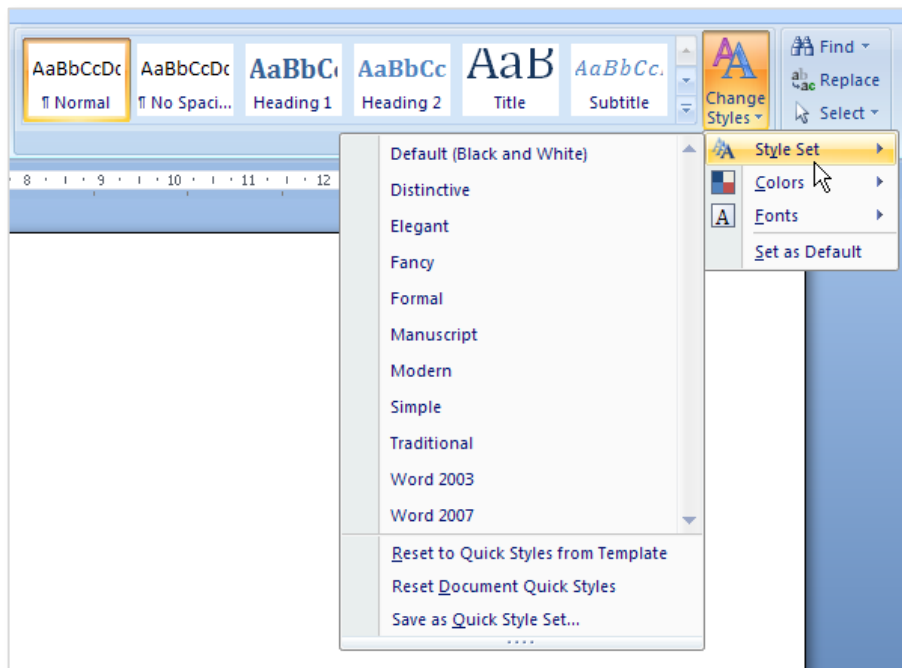 AaBbCcDc AaBbCcDc AaBbC AaBbCc AaB AaBbCc.
¶ Normal ¶ No Spaci... Heading 1 Heading 2 Title Subtitle
Change
Styles
Find
Replace
Select
Style Set
Colors
Fonts
Set as Default
8 9 10 11 12
Default (Black and White)
Distinctive
Elegant
Fancy
Formal
Manuscript
Modern
Simple
Traditional
Word 2003
Word 2007
Reset to Quick Styles from Template
Reset Document Quick Styles
Save as Quick Style Set...